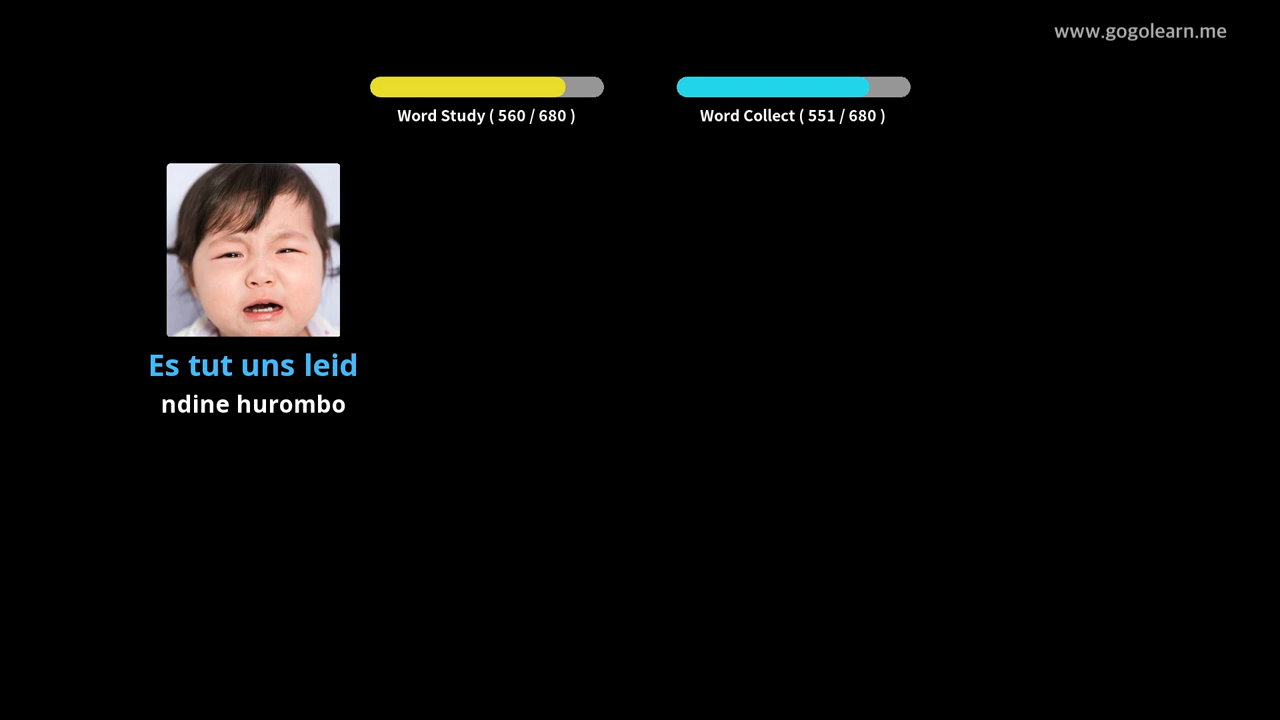 www.gogolearn.me
Word Study ( 560 / 680 )
Word Collect ( 551 / 680 )
Es tut uns leid
ndine hurombo